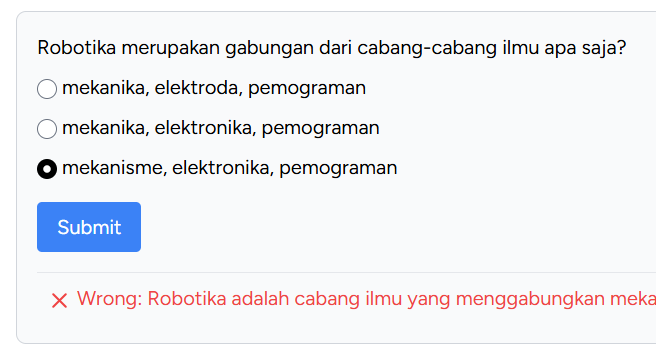 Robotika merupakan gabungan dari cabang-cabang ilmu apa saja?
mekanika, elektroda, pemograman
mekanika, elektronika, pemograman
mekanisme, elektronika, pemograman
Submit
Wrong: Robotika adalah cabang ilmu yang menggabungkan meka